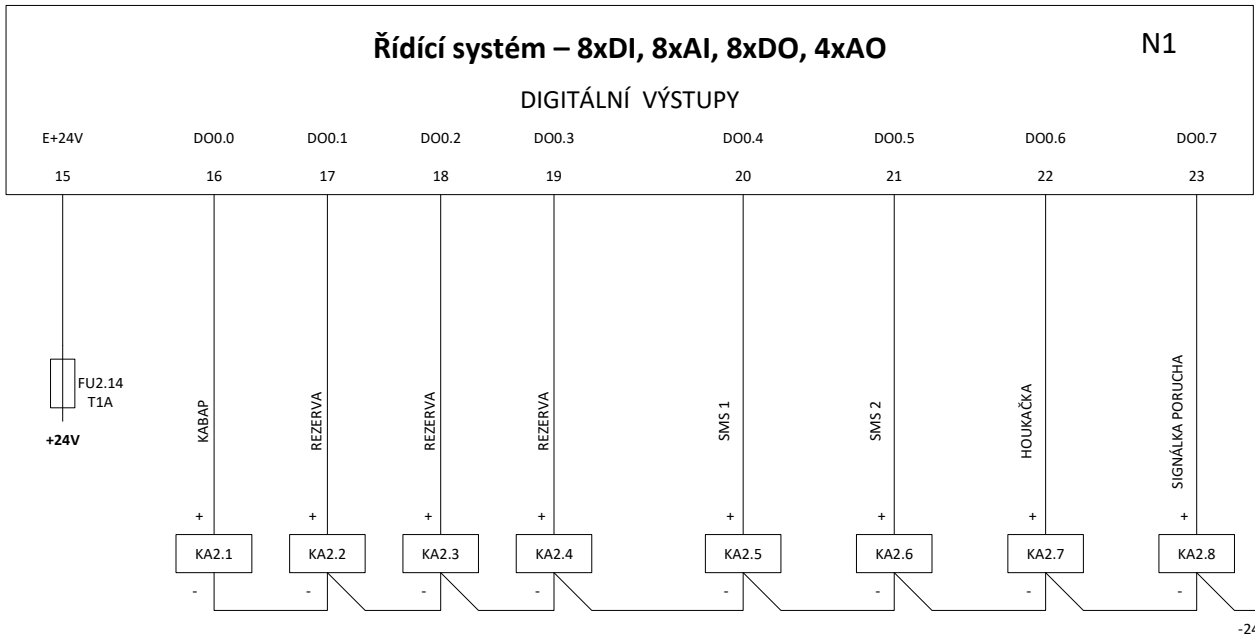 Řídící systém – 8xDI, 8xAI, 8xDO, 4xAO
N1
DIGITÁLNÍ VÝSTUPY
E+24V DO0.0 DO0.1 DO0.2 DO0.3 DO0.4 DO0.5 DO0.6 DO0.7
15 16 17 18 19 20 21 22 23
FU2.14
T1A
+24V
KABAP
REZERVA
REZERVA
REZERVA
SMS 1
SMS 2
HOUKAČKA
SIGNÁLKA PORUCHA
+ + + + + + + +
KA2.1 KA2.2 KA2.3 KA2.4 KA2.5 KA2.6 KA2.7 KA2.8
- - - - - - - -
-24